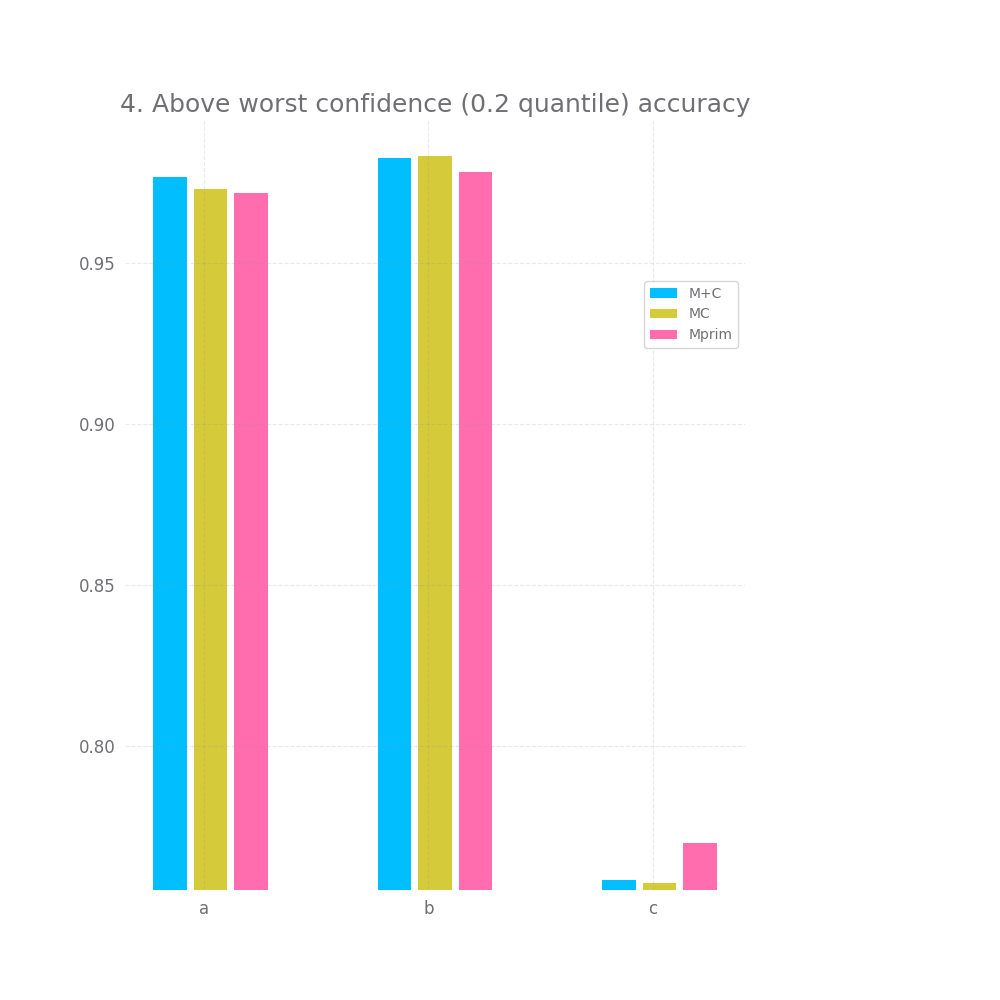 4. Above worst confidence (0.2 quantile) accuracy
0.95
0.90
0.85
0.80
M+C
MC
Mprim
a
b
c